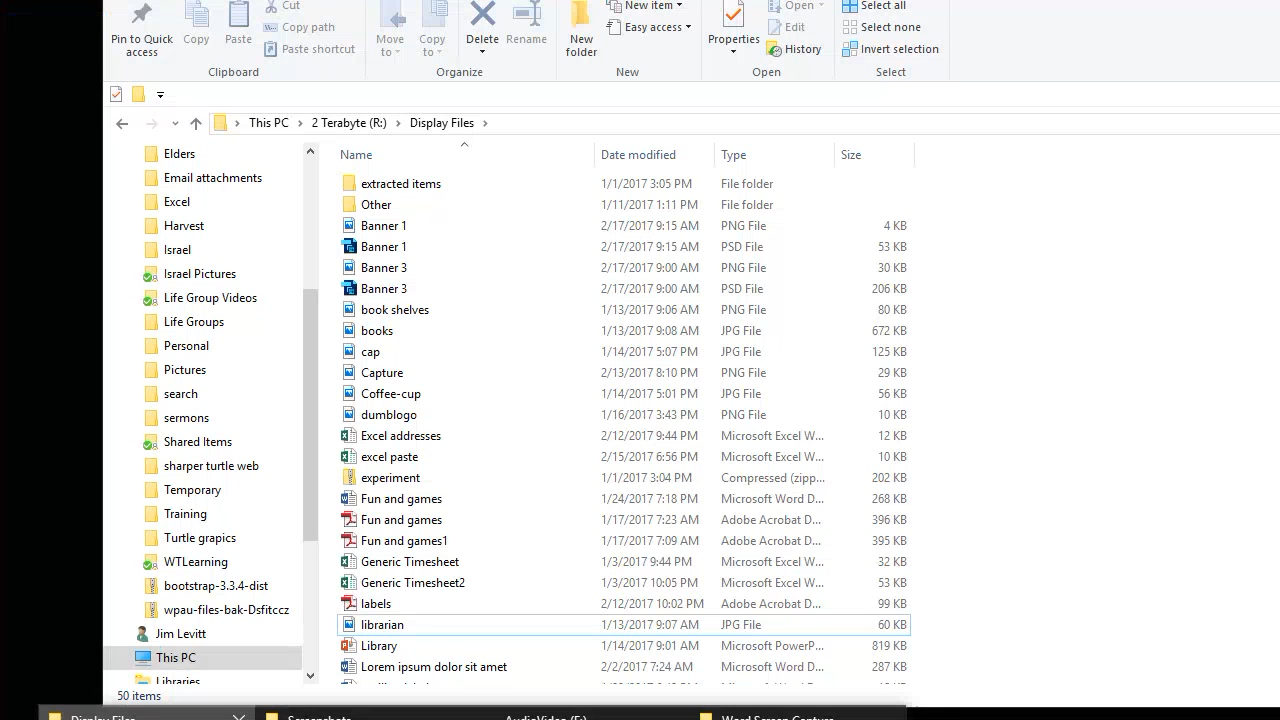 Cut
New item
Open
Select all
Copy path
Easy access
Edit
Select none
Pin to Quick access
Copy
Paste
Paste shortcut
Move to
Copy to
Delete
Rename
New folder
Properties
History
Invert selection
Clipboard
Organize
New
Open
Select
This PC > 2 Terabyte (R:) > Display Files >
Name Date modified Type Size
Elders
Email attachments
Excel
Harvest
Israel
Israel Pictures
Life Group Videos
Life Groups
Personal
Pictures
search
sermons
Shared Items
sharper turtle web
Temporary
Training
Turtle grapics
WTLearning
bootstrap-3.3.4-dist
wpau-files-bak-Dsfitccz
Jim Levitt
This PC
Libraries
extracted items 1/1/2017 3:05 PM File folder
Other 1/11/2017 1:11 PM File folder
Banner 1 2/17/2017 9:15 AM PNG File 4 KB
Banner 1 2/17/2017 9:15 AM PSD File 53 KB
Banner 3 2/17/2017 9:00 AM PNG File 30 KB
Banner 3 2/17/2017 9:00 AM PSD File 206 KB
book shelves 1/13/2017 9:06 AM PNG File 80 KB
books 1/13/2017 9:08 AM JPG File 672 KB
cap 1/14/2017 5:07 PM JPG File 125 KB
Capture 2/13/2017 8:10 PM PNG File 29 KB
Coffee-cup 1/14/2017 5:01 PM JPG File 56 KB
dumblogo 1/16/2017 3:43 PM PNG File 10 KB
Excel addresses 2/12/2017 9:44 PM Microsoft Excel W... 12 KB
excel paste 2/15/2017 6:56 PM Microsoft Excel W... 10 KB
experiment 1/1/2017 3:04 PM Compressed (zipp... 202 KB
Fun and games 1/24/2017 7:18 PM Microsoft Word D... 268 KB
Fun and games 1/17/2017 7:23 AM Adobe Acrobat D... 396 KB
Fun and games1 1/17/2017 7:09 AM Adobe Acrobat D... 395 KB
Generic Timesheet 1/3/2017 9:44 PM Microsoft Excel W... 32 KB
Generic Timesheet2 1/3/2017 10:05 PM Microsoft Excel W... 53 KB
labels 2/12/2017 10:02 PM Adobe Acrobat D... 99 KB
librarian 1/13/2017 9:07 AM JPG File 60 KB
Library 1/14/2017 9:01 AM Microsoft PowerP... 819 KB
Lorem ipsum dolor sit amet 2/2/2017 7:24 AM Microsoft Word D... 287 KB
50 items
Display Files
Screenshots
AudioVideo (F:)
Word Screen Capture